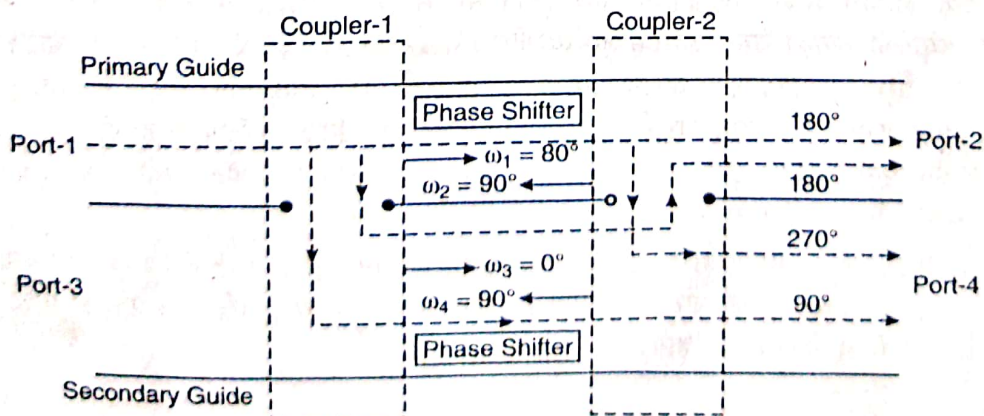 Coupler-1
Coupler-2
Primary Guide
Phase Shifter
180°
Port-1
ω₁ = 80°
Port-2
ω₂ = 90°
180°
270°
Port-3
ω₃ = 0°
Port-4
ω₄ = 90°
90°
Phase Shifter
Secondary Guide